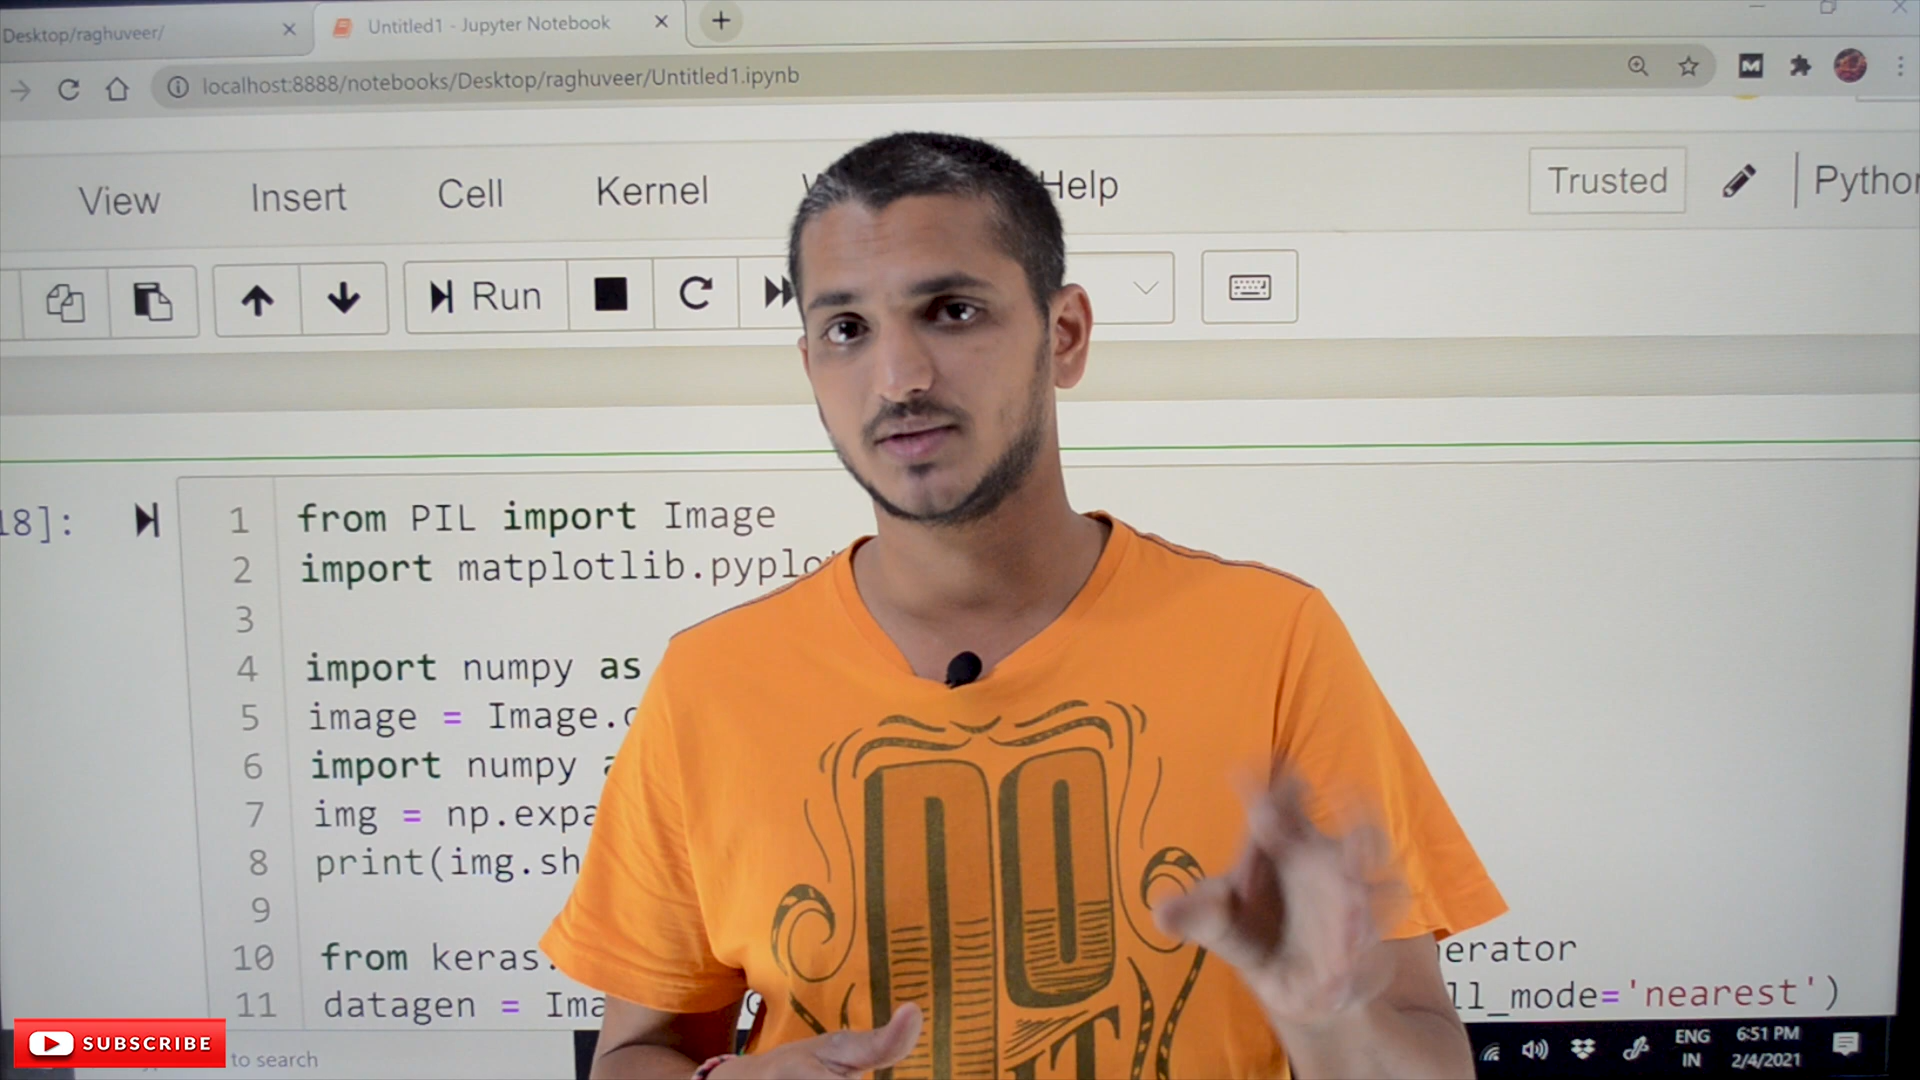 Desktop/raghuveer/
Untitled1 - Jupyter Notebook
localhost:8888/notebooks/Desktop/raghuveer/Untitled1.ipynb
View Insert Cell Kernel Help Trusted
Run
18]:
1 from PIL import Image
2 import matplotlib.pyplo
3
4 import numpy as
5 image = Image.
6 import numpy
7 img = np.expa
8 print(img.sh
9
10 from keras. nerator
11 datagen = Ima ll_mode='nearest')
DO
IT
SUBSCRIBE
to search
ENG
IN
6:51 PM
2/4/2021